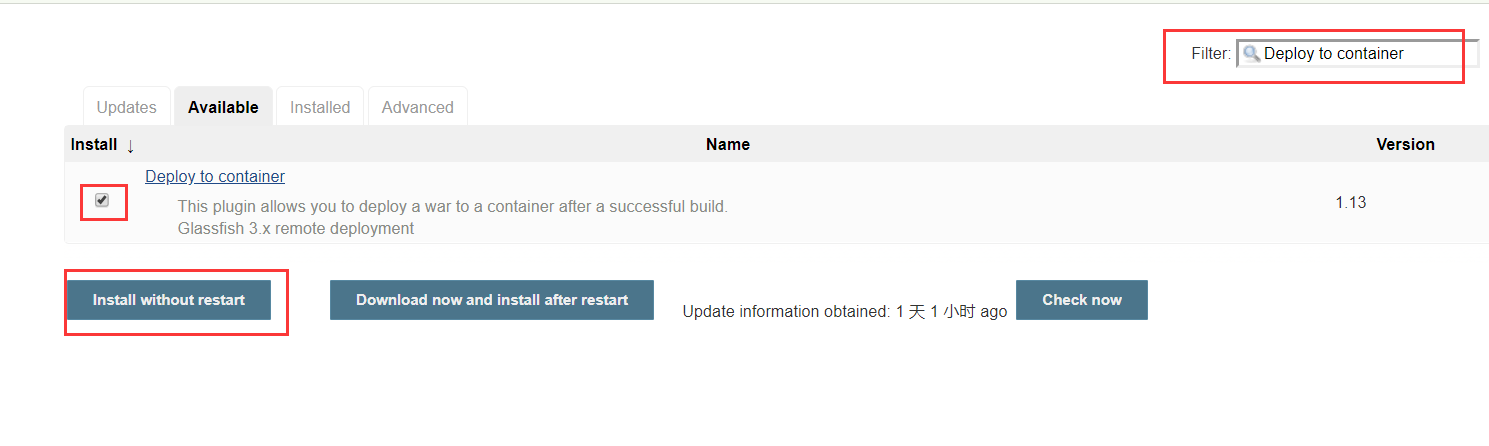 Filter: Deploy to container
Updates Available Installed Advanced
Install ↓ Name Version
Deploy to container
This plugin allows you to deploy a war to a container after a successful build.
Glassfish 3.x remote deployment
1.13
Install without restart Download now and install after restart Update information obtained: 1 天 1 小时 ago Check now